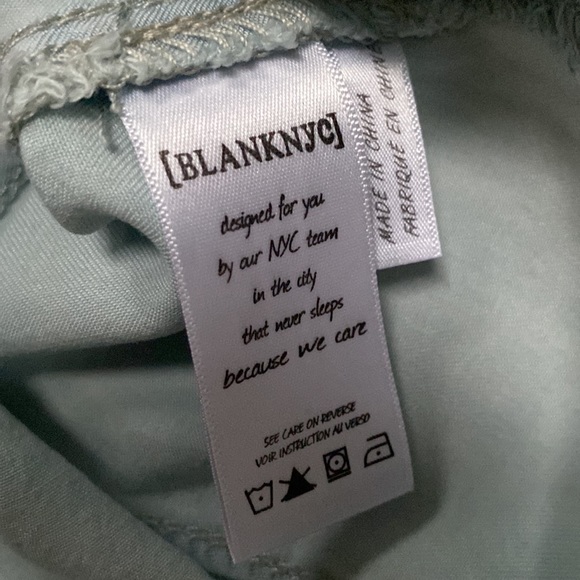 [BLANKNYC]
designed for you
by our NYC team
in the city
that never sleeps
because we care
SEE CARE ON REVERSE
VOIR INSTRUCTION AU VERSO
MADE IN CHINA
FABRIQUE EN CHINE